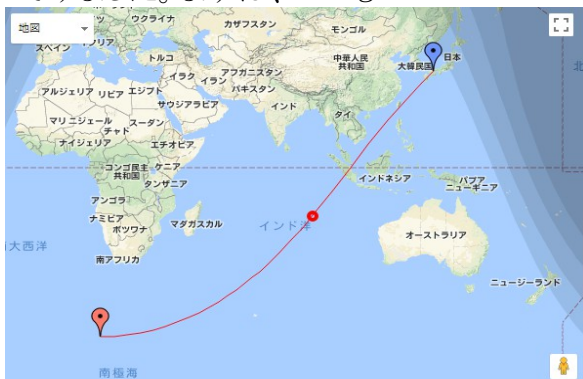 地図
ウクライナ
カザフスタン
モンゴル
スペイン
トルコ
中華人民
共和国
大韓民国
日本
アフガニスタン
イラク
イラン
パキスタン
アルジェリア
リビア
エジプト
サウジアラビア
インド
タイ
マリ
ニジェール
スーダン
チャド
ナイジェリア
エチオピア
コンゴ民主
共和国
ケニア
タンザニア
インドネシア
パプア
ニューギニア
アンゴラ
ナミビア
ボツワナ
マダガスカル
インド洋
オーストラリア
大西洋
南アフリカ
ニュージーランド
南極海